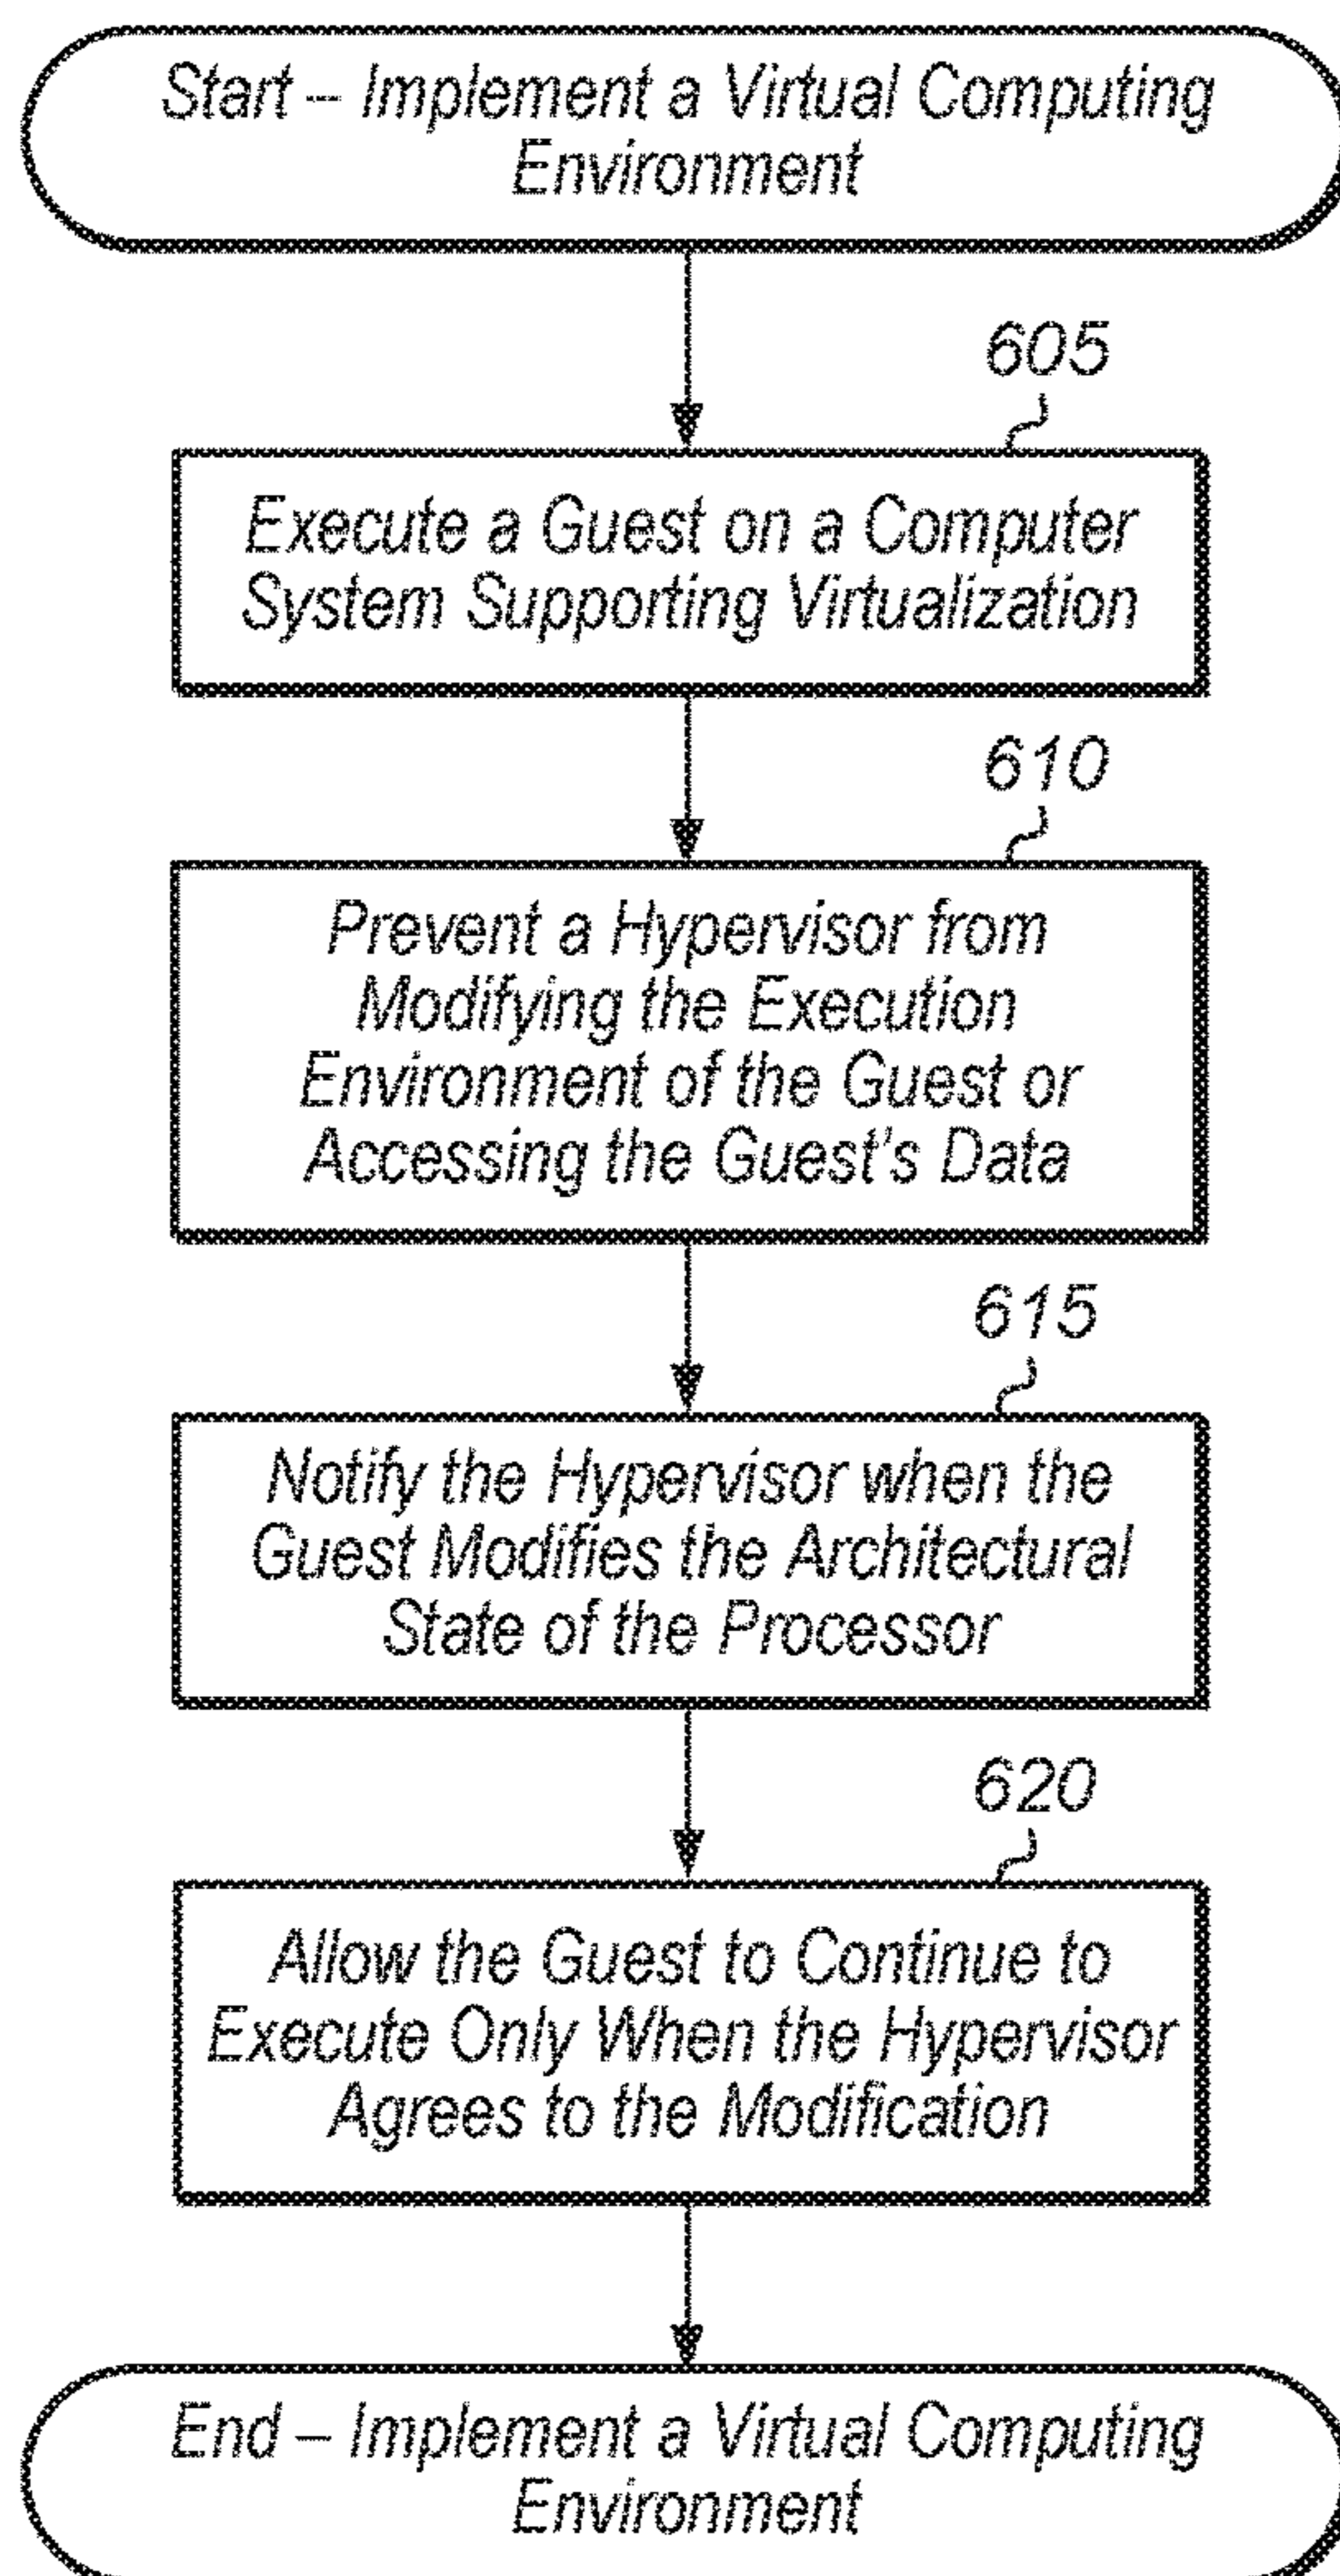 Start -- Implement a Virtual Computing
Environment
605
Execute a Guest on a Computer
System Supporting Virtualization
610
Prevent a Hypervisor from
Modifying the Execution
Environment of the Guest or
Accessing the Guest's Data
615
Notify the Hypervisor when the
Guest Modifies the Architectural
State of the Processor
620
Allow the Guest to Continue to
Execute Only When the Hypervisor
Agrees to the Modification
End – Implement a Virtual Computing
Environment